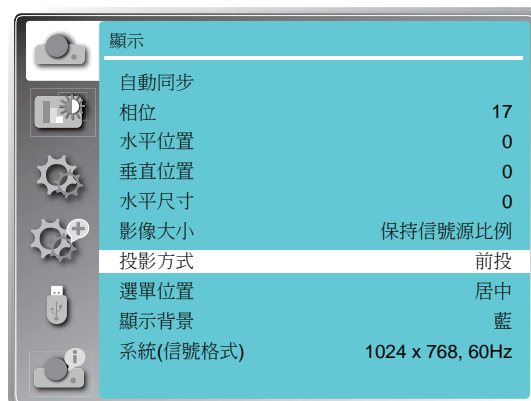 顯示
自動同步
相位 17
水平位置 0
垂直位置 0
水平尺寸 0
影像大小 保持信號源比例
投影方式 前投
選單位置 居中
顯示背景 藍
系統(信號格式) 1024 x 768, 60Hz